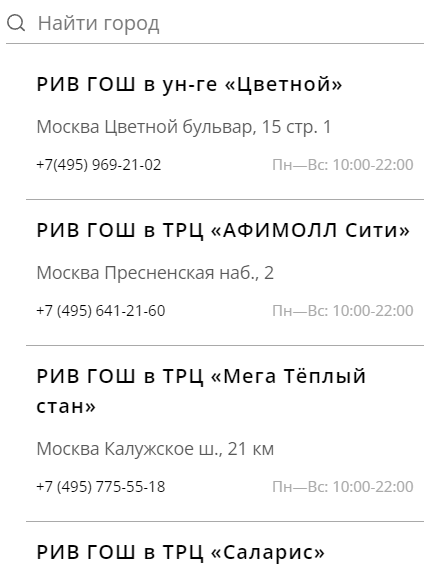 Найти город
РИВ ГОШ в ун-ге «Цветной»
Москва Цветной бульвар, 15 стр. 1
+7(495) 969-21-02 Пн—Вс: 10:00-22:00
РИВ ГОШ в ТРЦ «АФИМОЛЛ Сити»
Москва Пресненская наб., 2
+7 (495) 641-21-60 Пн—Вс: 10:00-22:00
РИВ ГОШ в ТРЦ «Мега Тёплый
стан»
Москва Калужское ш., 21 км
+7 (495) 775-55-18 Пн—Вс: 10:00-22:00
РИВ ГОШ в ТРЦ «Саларис»